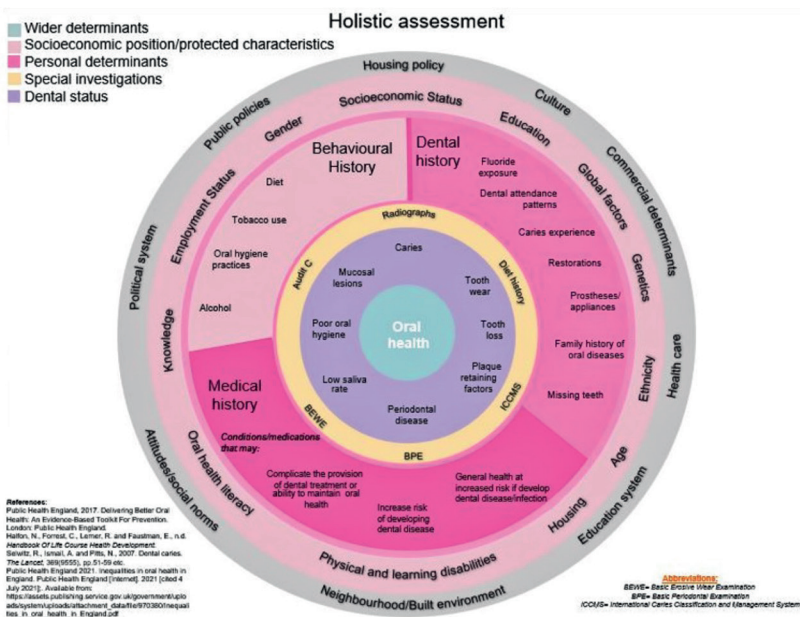 Holistic assessment
Wider determinants
Socioeconomic position/protected characteristics
Personal determinants
Special investigations
Dental status
Housing policy
Culture
Commercial determinants
Health care
Education system
Neighbourhood/Built environment
Attitudes/social norms
Political system
Public policies
Socioeconomic Status
Education
Global factors
Genetics
Ethnicity
Age
Housing
Physical and learning disabilities
Oral health literacy
Knowledge
Employment Status
Gender
Behavioural
History
Diet
Tobacco use
Oral hygiene
practices
Alcohol
Dental
history
Fluoride
exposure
Dental attendance
patterns
Caries experience
Restorations
Prostheses/
appliances
Family history of
oral diseases
Missing teeth
Medical
history
Conditions/medications
that may:
Complicate the provision
of dental treatment or
ability to maintain oral
health
Increase risk
of developing
dental disease
General health at
increased risk if develop
dental disease/infection
Radiographs
Diet history
ICCMS
BPE
BEWE
Audit C
Caries
Tooth
wear
Tooth
loss
Plaque
retaining
factors
Periodontal
disease
Low saliva
rate
Poor oral
hygiene
Mucosal
lesions
Oral
health
References:
Public Health England, 2017. Delivering Better Oral
Health: An Evidence-Based Toolkit For Prevention.
London: Public Health England.
Halfon, N., Forrest, C., Lerner, R. and Faustman, E., n.d.
Handbook Of Life Course Health Development.
Selwitz, R., Ismail, A. and Pitts, N., 2007. Dental caries.
The Lancet, 369(9555), pp.51-59 etc.
Public Health England 2021. Inequalities in oral health in
England. Public Health England [Internet]. 2021 [cited 4
July 2021];. Available from:
https://assets.publishing.service.gov.uk/government/uplo
ads/system/uploads/attachment_data/file/970380/Inequali
ties_in_oral_health_in_England.pdf
Abbreviations:
BEWE= Basic Erosive Wear Examination
BPE= Basic Periodontal Examination
ICCMS= International Caries Classification and Management System